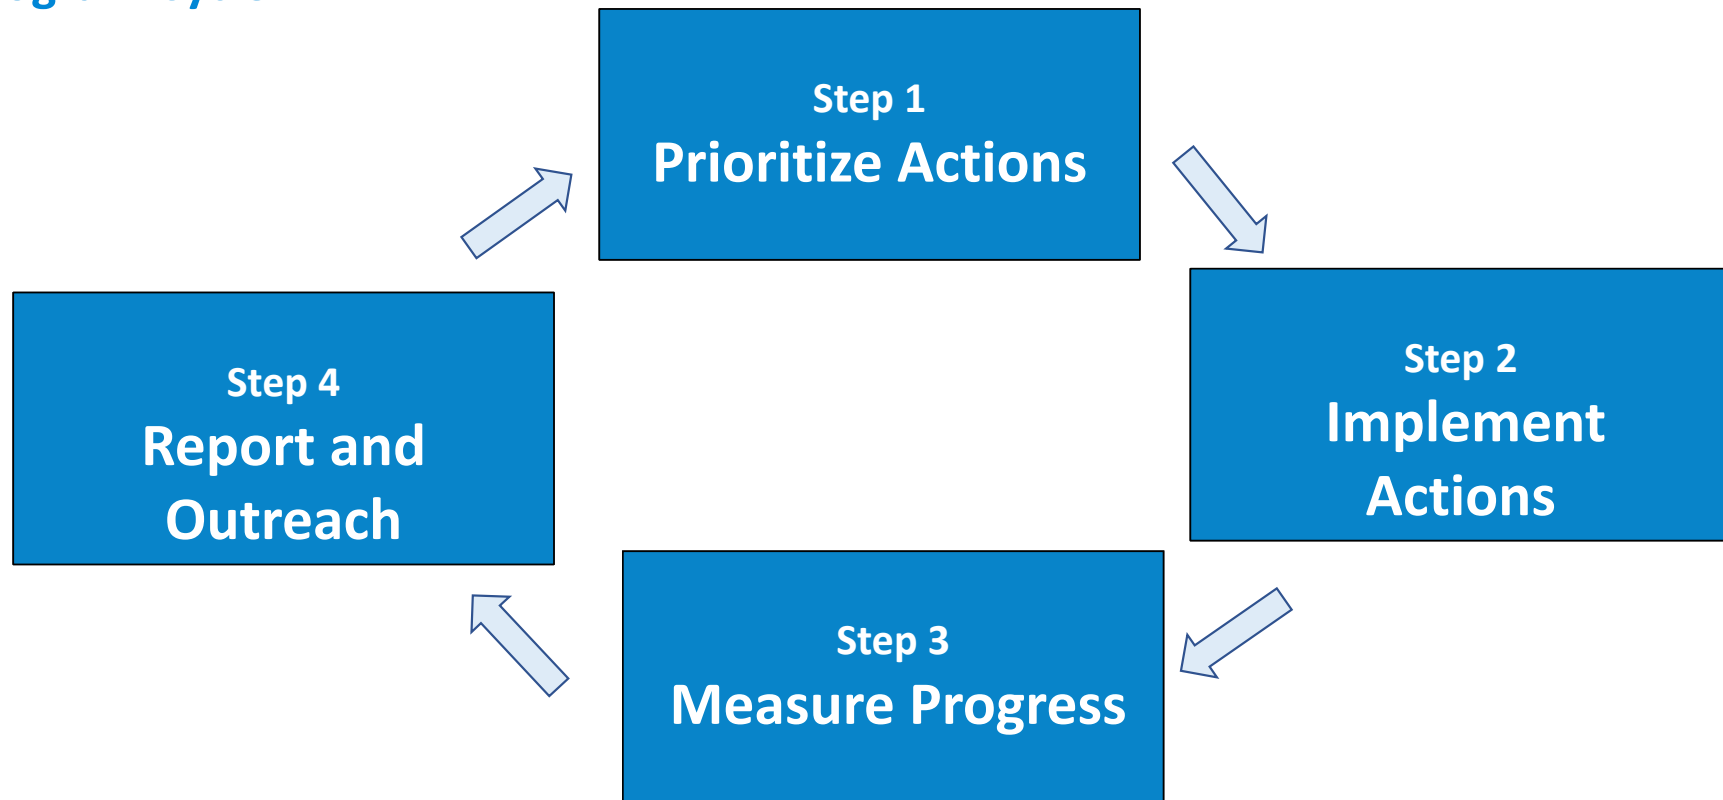 Step 1
Prioritize Actions
Step 2
Implement
Actions
Step 3
Measure Progress
Step 4
Report and
Outreach